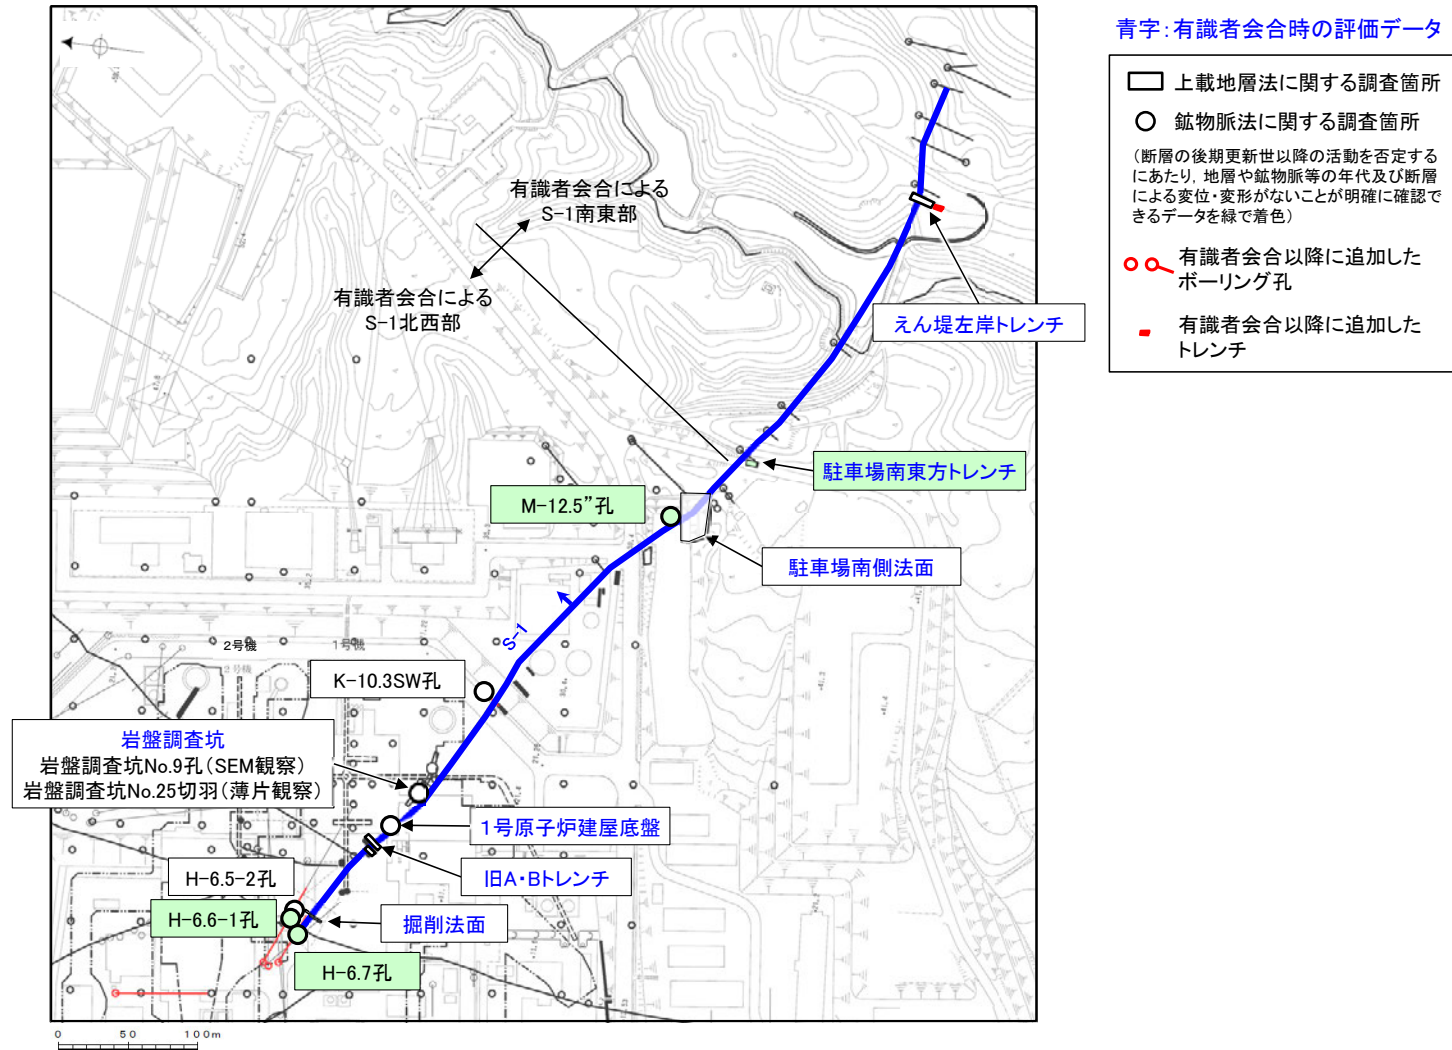 青字：有識者会合時の評価データ
上載地層法に関する調査箇所
鉱物脈法に関する調査箇所
（断層の後期更新世以降の活動を否定する
にあたり，地層や鉱物脈等の年代及び断層
による変位・変形がないことが明確に確認で
きるデータを緑で着色）
有識者会合以降に追加した
ボーリング孔
有識者会合以降に追加した
トレンチ
有識者会合による
S-1南東部
有識者会合による
S-1北西部
えん堤左岸トレンチ
駐車場南東方トレンチ
M-12.5”孔
駐車場南側法面
S-1
2号機
1号機
2号機
K-10.3SW孔
岩盤調査坑
岩盤調査坑No.9孔（SEM観察）
岩盤調査坑No.25切羽（薄片観察）
1号原子炉建屋底盤
旧A・Bトレンチ
H-6.5-2孔
H-6.6-1孔
掘削法面
H-6.7孔
0 50 100m